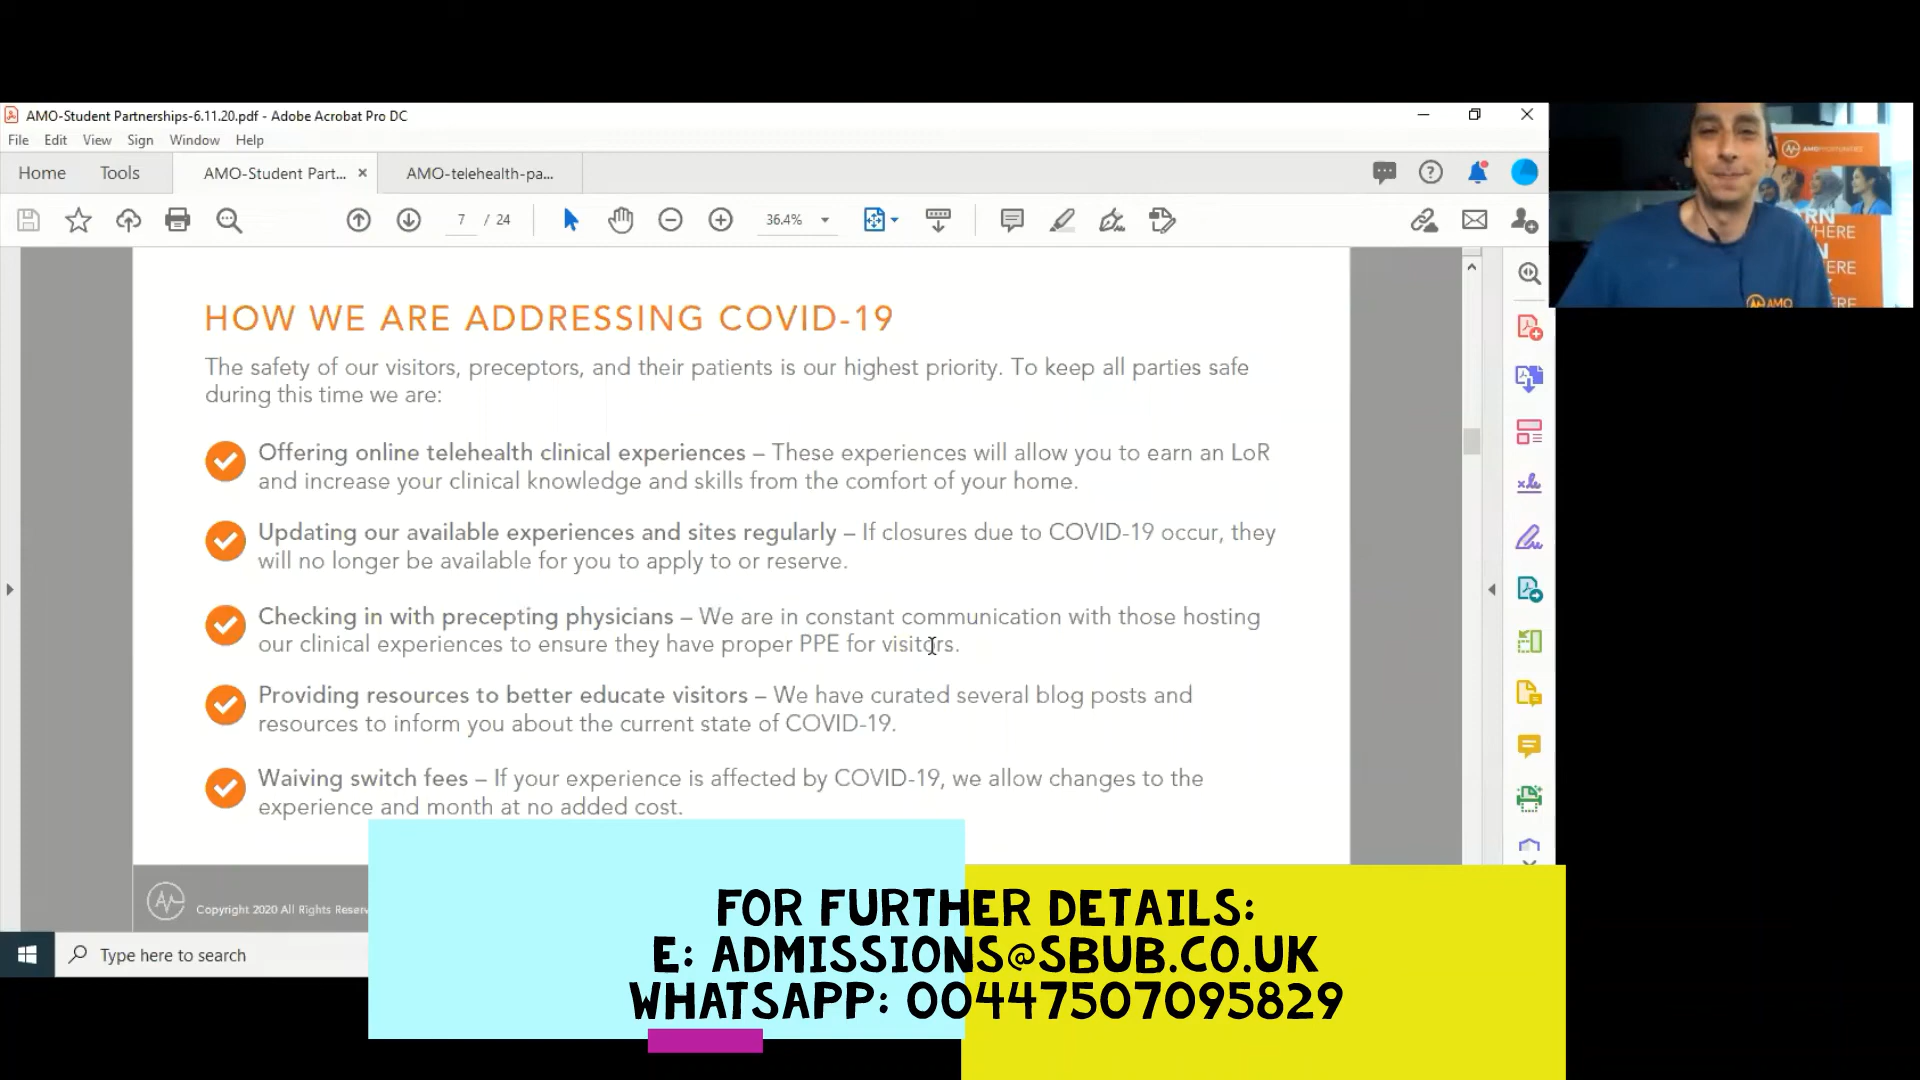 AMO-Student Partnerships-6.11.20.pdf - Adobe Acrobat Pro DC
File Edit View Sign Window Help
Home Tools AMO-Student Part... AMO-telehealth-pa...
7 / 24 36.4%
HOW WE ARE ADDRESSING COVID-19
The safety of our visitors, preceptors, and their patients is our highest priority. To keep all parties safe
during this time we are:
Offering online telehealth clinical experiences – These experiences will allow you to earn an LoR
and increase your clinical knowledge and skills from the comfort of your home.
Updating our available experiences and sites regularly – If closures due to COVID-19 occur, they
will no longer be available for you to apply to or reserve.
Checking in with precepting physicians – We are in constant communication with those hosting
our clinical experiences to ensure they have proper PPE for visitors.
Providing resources to better educate visitors – We have curated several blog posts and
resources to inform you about the current state of COVID-19.
Waiving switch fees – If your experience is affected by COVID-19, we allow changes to the
experience and month at no added cost.
Copyright 2020 All Rights Reserv
Type here to search
FOR FURTHER DETAILS:
E: ADMISSIONS@SBUB.CO.UK
WHATSAPP: 00447507095829
AMO